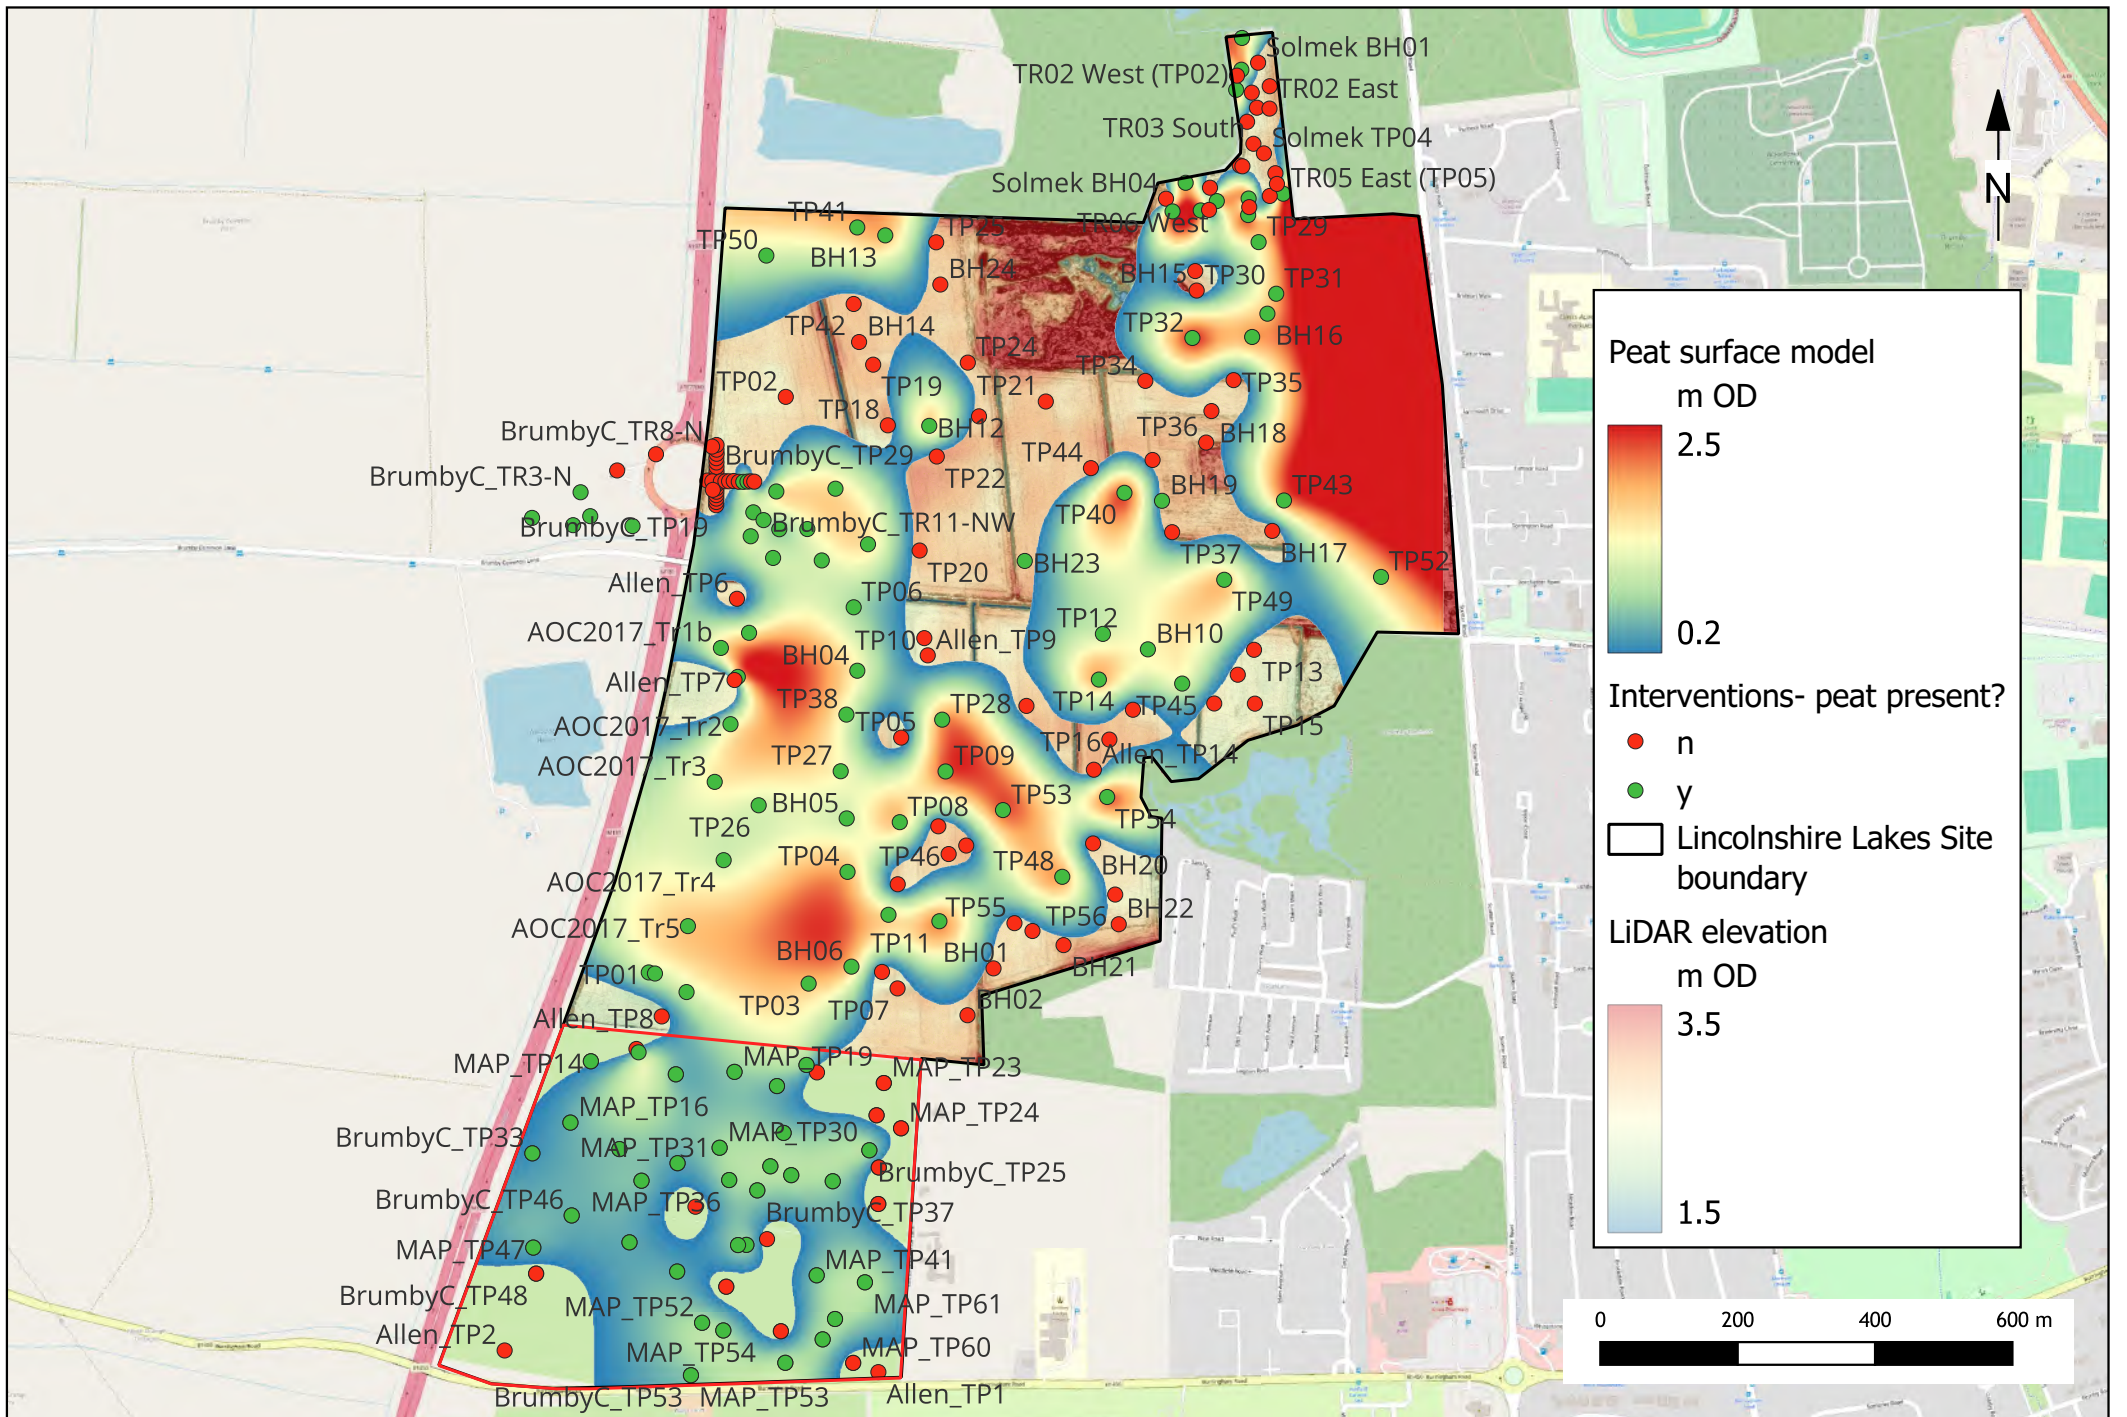 Solmek BH01
TR02 West (TP02)
TR02 East
TR03 South
Solmek TP04
Solmek BH04
TR05 East (TP05)
TP41
TR06 West
TP29
TP50
TP25
BH13
BH24
BH15
TP30
TP31
TP42
BH14
TP32
BH16
TP24
TP34
TP02
TP19
TP21
TP35
TP18
BH12
TP36
BH18
BrumbyC_TR8-N
BrumbyC_TP29
TP44
BrumbyC_TR3-N
TP22
BH19
TP43
BrumbyC_TP19
BrumbyC_TR11-NW
TP40
TP37
BH17
BH23
TP52
Allen_TP6
TP20
TP06
TP49
AOC2017_Tr1b
TP10
Allen_TP9
TP12
BH10
BH04
Allen_TP7
TP13
TP38
TP28
TP14
TP45
AOC2017_Tr2
TP05
TP15
TP16
Allen_TP14
AOC2017_Tr3
TP27
TP09
BH05
TP08
TP53
TP54
TP26
TP04
TP46
TP48
BH20
AOC2017_Tr4
TP55
TP56
BH22
AOC2017_Tr5
TP11
BH06
BH01
BH21
TP01
TP03
TP07
BH02
Allen_TP8
MAP_TP14
MAP_TP19
MAP_TP23
MAP_TP16
MAP_TP24
BrumbyC_TP33
MAP_TP31
MAP_TP30
BrumbyC_TP25
BrumbyC_TP46
MAP_TP36
BrumbyC_TP37
MAP_TP47
MAP_TP41
BrumbyC_TP48
MAP_TP52
MAP_TP61
Allen_TP2
MAP_TP54
MAP_TP60
BrumbyC_TP53
MAP_TP53
Allen_TP1
N
Peat surface model
m OD
2.5
0.2
Interventions- peat present?
n
y
Lincolnshire Lakes Site
boundary
LiDAR elevation
m OD
3.5
1.5
0 200 400 600 m